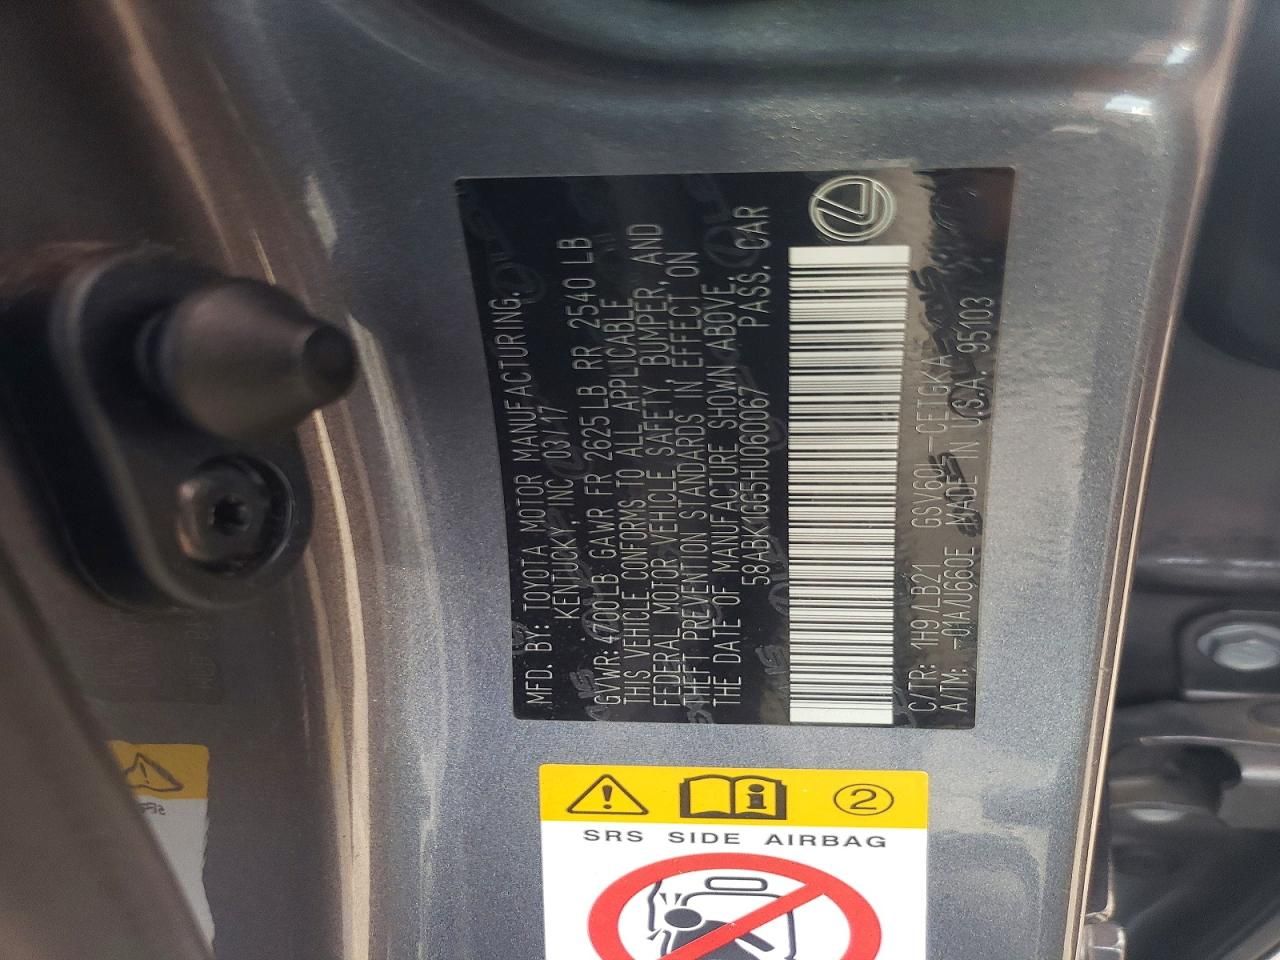 MFD. BY: TOYOTA MOTOR MANUFACTURING,
KENTUCKY, INC 03/17
GVWR: 4700LB GAWR FR 2625LB RR 2540 LB
THIS VEHICLE CONFORMS TO ALL APPLICABLE
FEDERAL MOTOR VEHICLE SAFETY, BUMPER, AND
THEFT PREVENTION STANDARDS IN EFFECT ON
THE DATE OF MANUFACTURE SHOWN ABOVE.
58ABK1GG5HU060067 PASS. CAR
C/TR: 1H9/LB21 GSV60L-CETGKA
A/TM: -01A/U660E MADE IN U.S.A. 95103
2
SRS SIDE AIRBAG